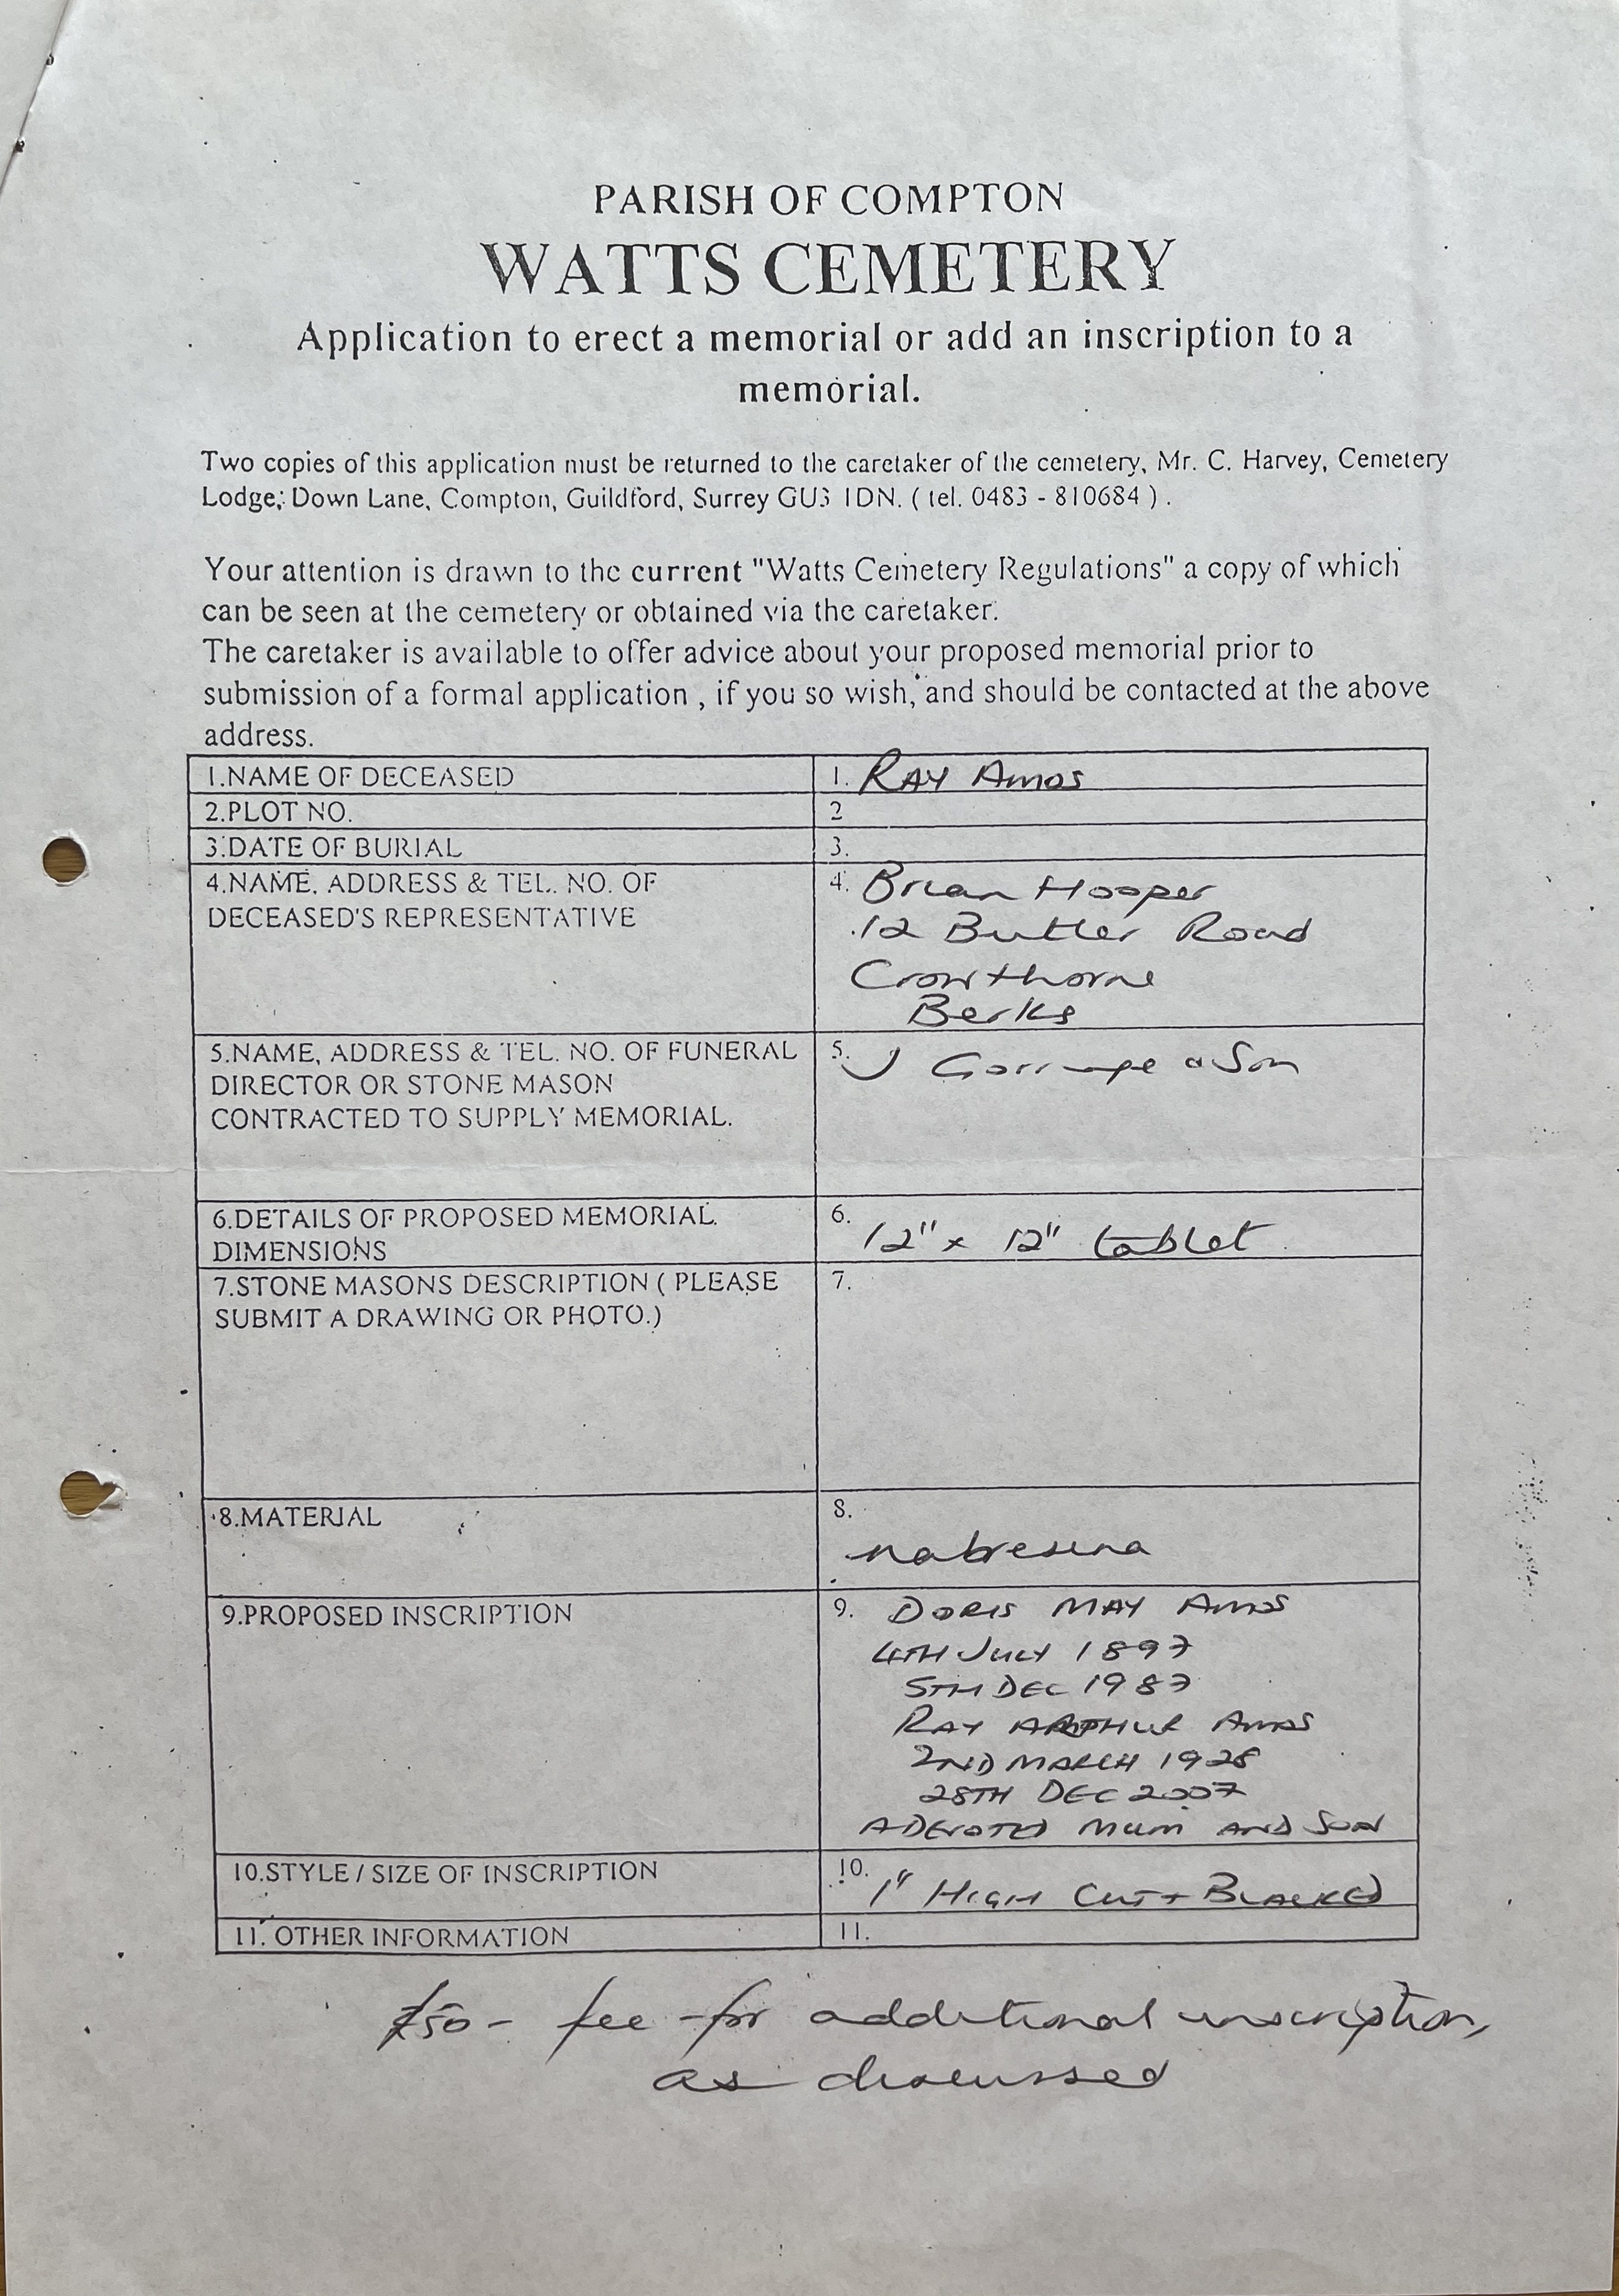 PARISH OF COMPTON
WATTS CEMETERY
Application to erect a memorial or add an inscription to a
memorial.
Two copies of this application must be returned to the caretaker of the cemetery, Mr. C. Harvey, Cemetery
Lodge, Down Lane, Compton, Guildford, Surrey GU3 1DN. ( tel. 0483 - 810684 ) .
Your attention is drawn to the current "Watts Cemetery Regulations" a copy of which
can be seen at the cemetery or obtained via the caretaker.
The caretaker is available to offer advice about your proposed memorial prior to
submission of a formal application , if you so wish, and should be contacted at the above
address.
1.NAME OF DECEASED
1. RAY AMOS
2.PLOT NO.
2
3.DATE OF BURIAL
3.
4.NAME, ADDRESS & TEL. NO. OF
DECEASED'S REPRESENTATIVE
4. Brian Hooper
12 Butler Road
Crowthorne
Berks
5.NAME, ADDRESS & TEL. NO. OF FUNERAL
DIRECTOR OR STONE MASON
CONTRACTED TO SUPPLY MEMORIAL.
5. J & Son
6.DETAILS OF PROPOSED MEMORIAL
DIMENSIONS
6.
12" x 12" tablet
7.STONE MASONS DESCRIPTION ( PLEASE
SUBMIT A DRAWING OR PHOTO.)
7.
8.MATERIAL
8.
nabresina
9.PROPOSED INSCRIPTION
9. DORIS MAY AMOS
4TH JULY 1897
5TH DEC 1987
RAY ARTHUR AMOS
2ND MARCH 1928
28TH DEC 2007
A DEVOTED MUM AND SON
10.STYLE / SIZE OF INSCRIPTION
10.
1" HIGH CUT + BLACKED
11. OTHER INFORMATION
11.
£50 - fee for additional inscription,
as discussed